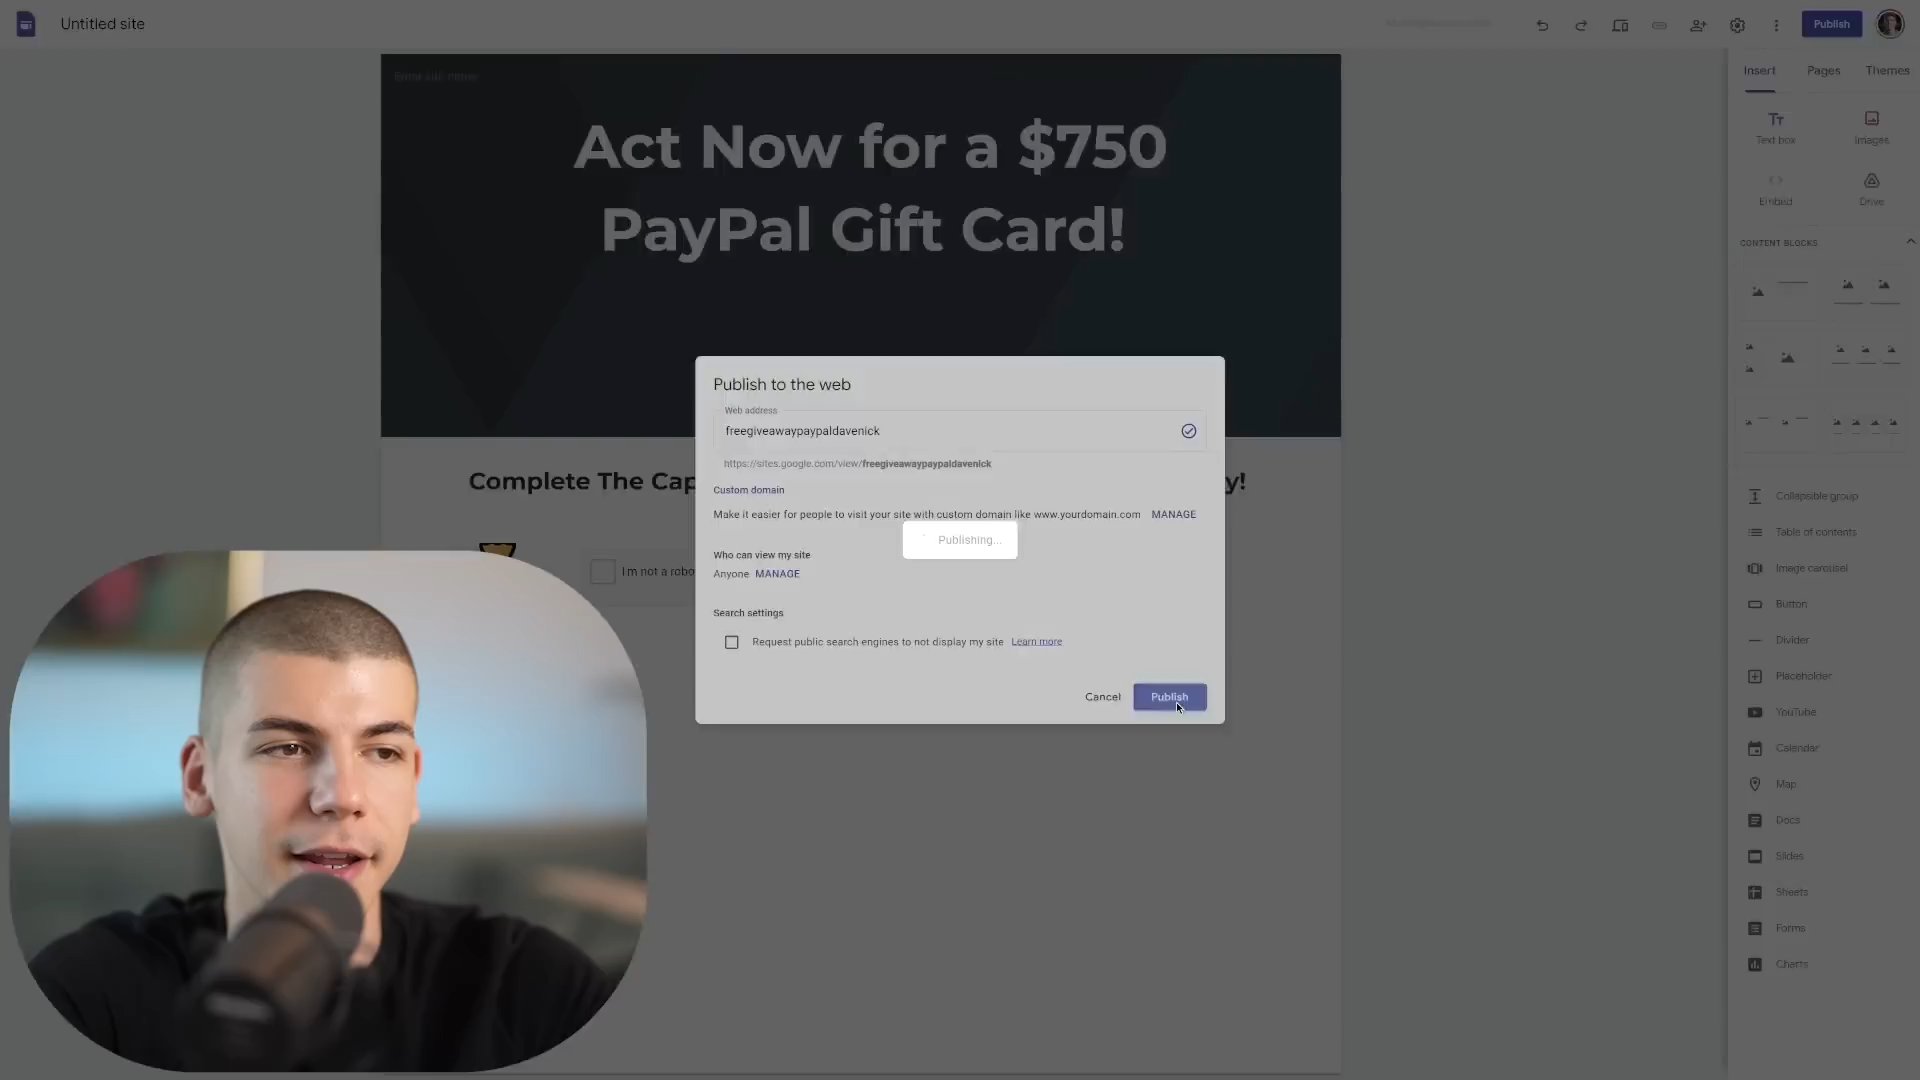 Untitled site
Publish
Enter site name
Insert
Pages
Themes
Act Now for a $750
PayPal Gift Card!
Text box
Images
Embed
Drive
CONTENT BLOCKS
Publish to the web
Web address
freegiveawaypaypaldavenick
https://sites.google.com/view/freegiveawaypaypaldavenick
Complete The Cap
y!
Custom domain
Make it easier for people to visit your site with custom domain like www.yourdomain.com MANAGE
Publishing...
Who can view my site
Anyone MANAGE
I'm not a robo
Search settings
Request public search engines to not display my site Learn more
Cancel
Publish
Collapsible group
Table of contents
Image carousel
Button
Divider
Placeholder
YouTube
Calendar
Map
Docs
Slides
Sheets
Forms
Charts